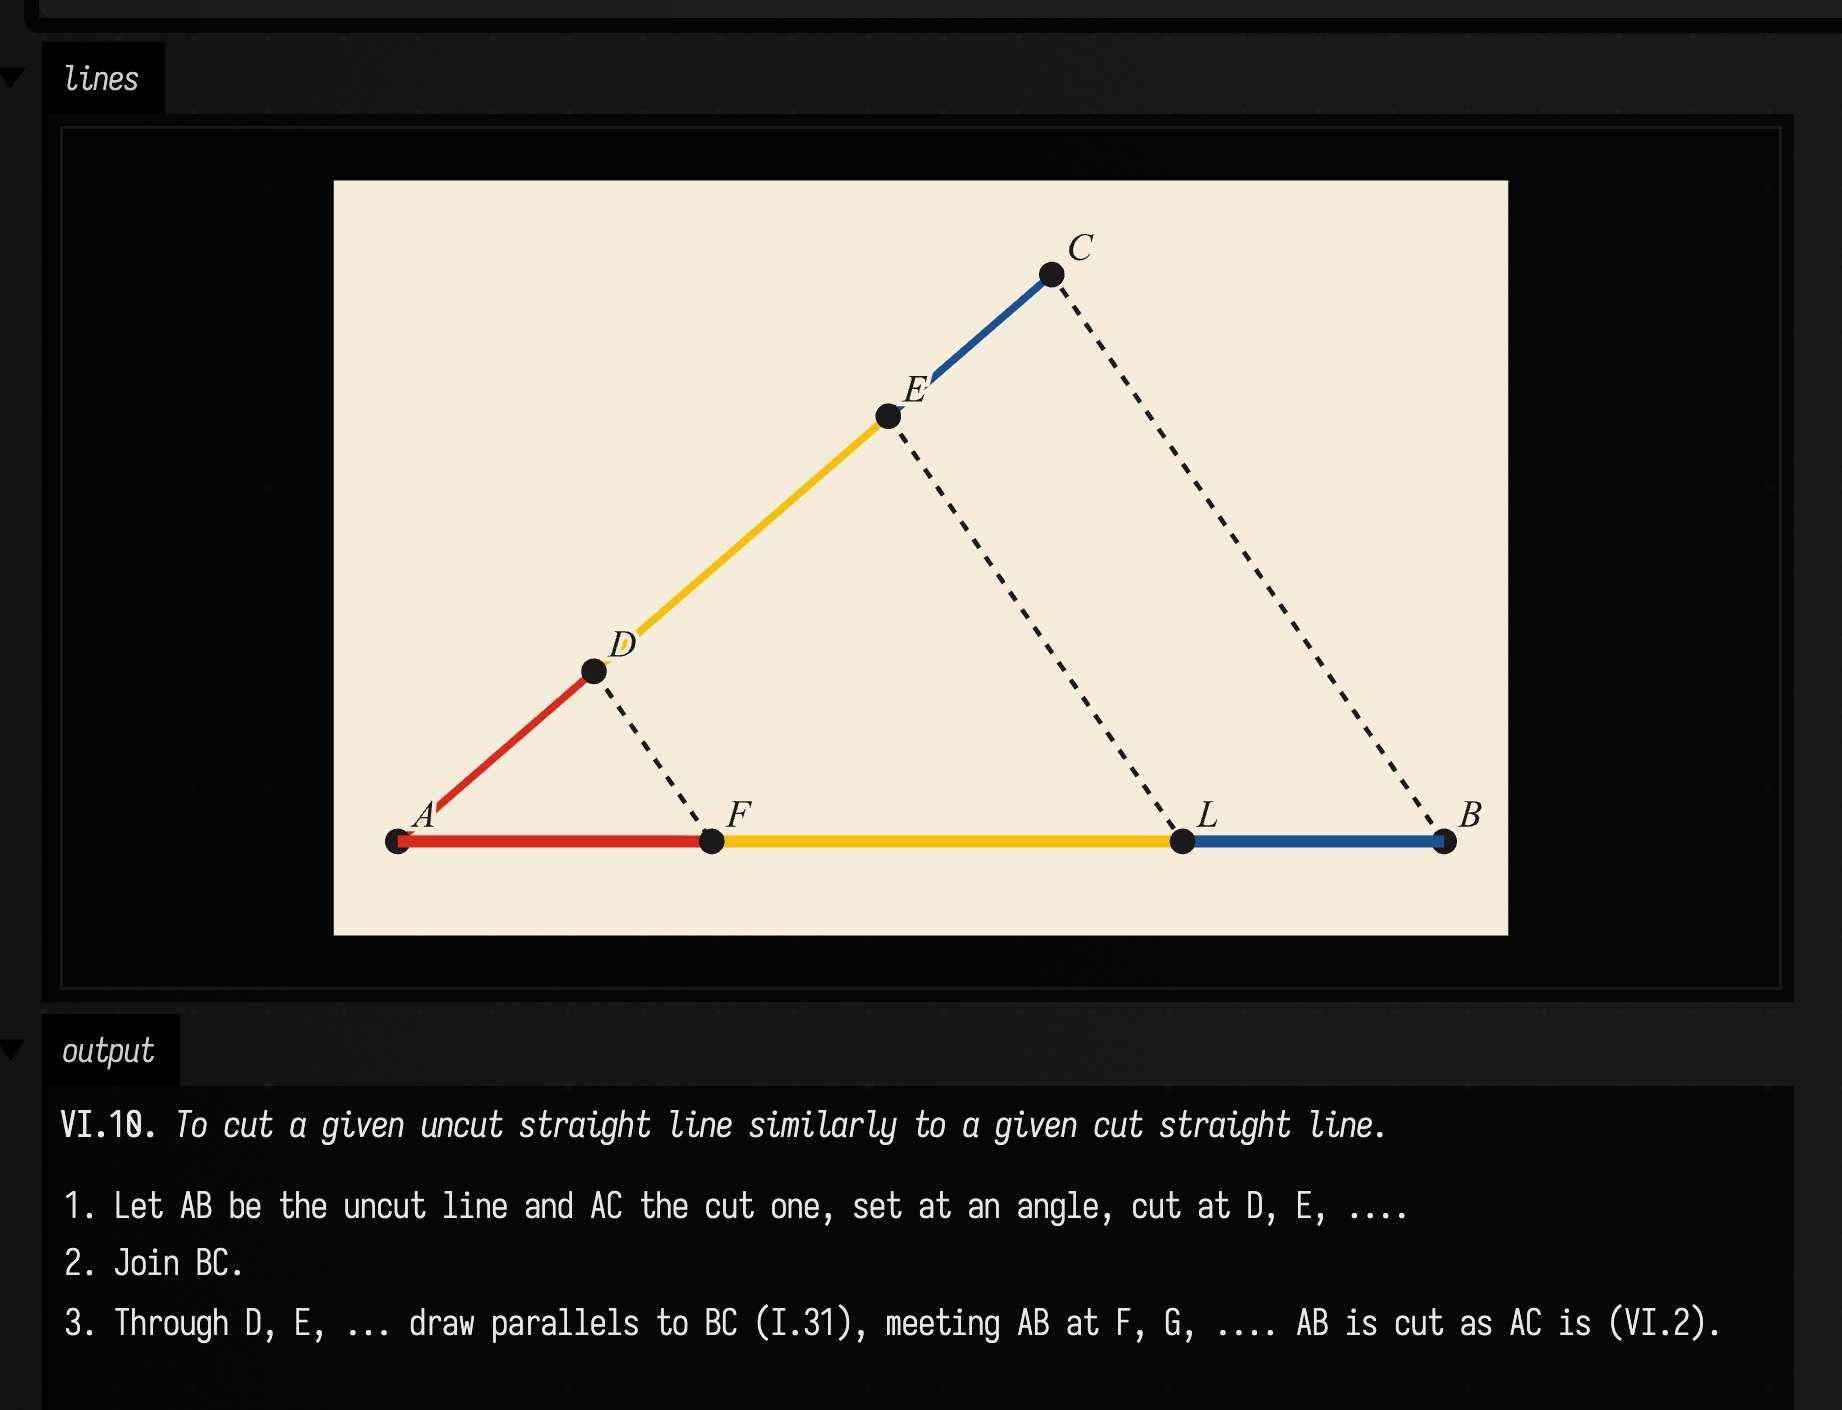 lines
C
E
D
A
F
L
B
output
VI.10. To cut a given uncut straight line similarly to a given cut straight line.
1. Let AB be the uncut line and AC the cut one, set at an angle, cut at D, E, ....
2. Join BC.
3. Through D, E, ... draw parallels to BC (I.31), meeting AB at F, G, .... AB is cut as AC is (VI.2).